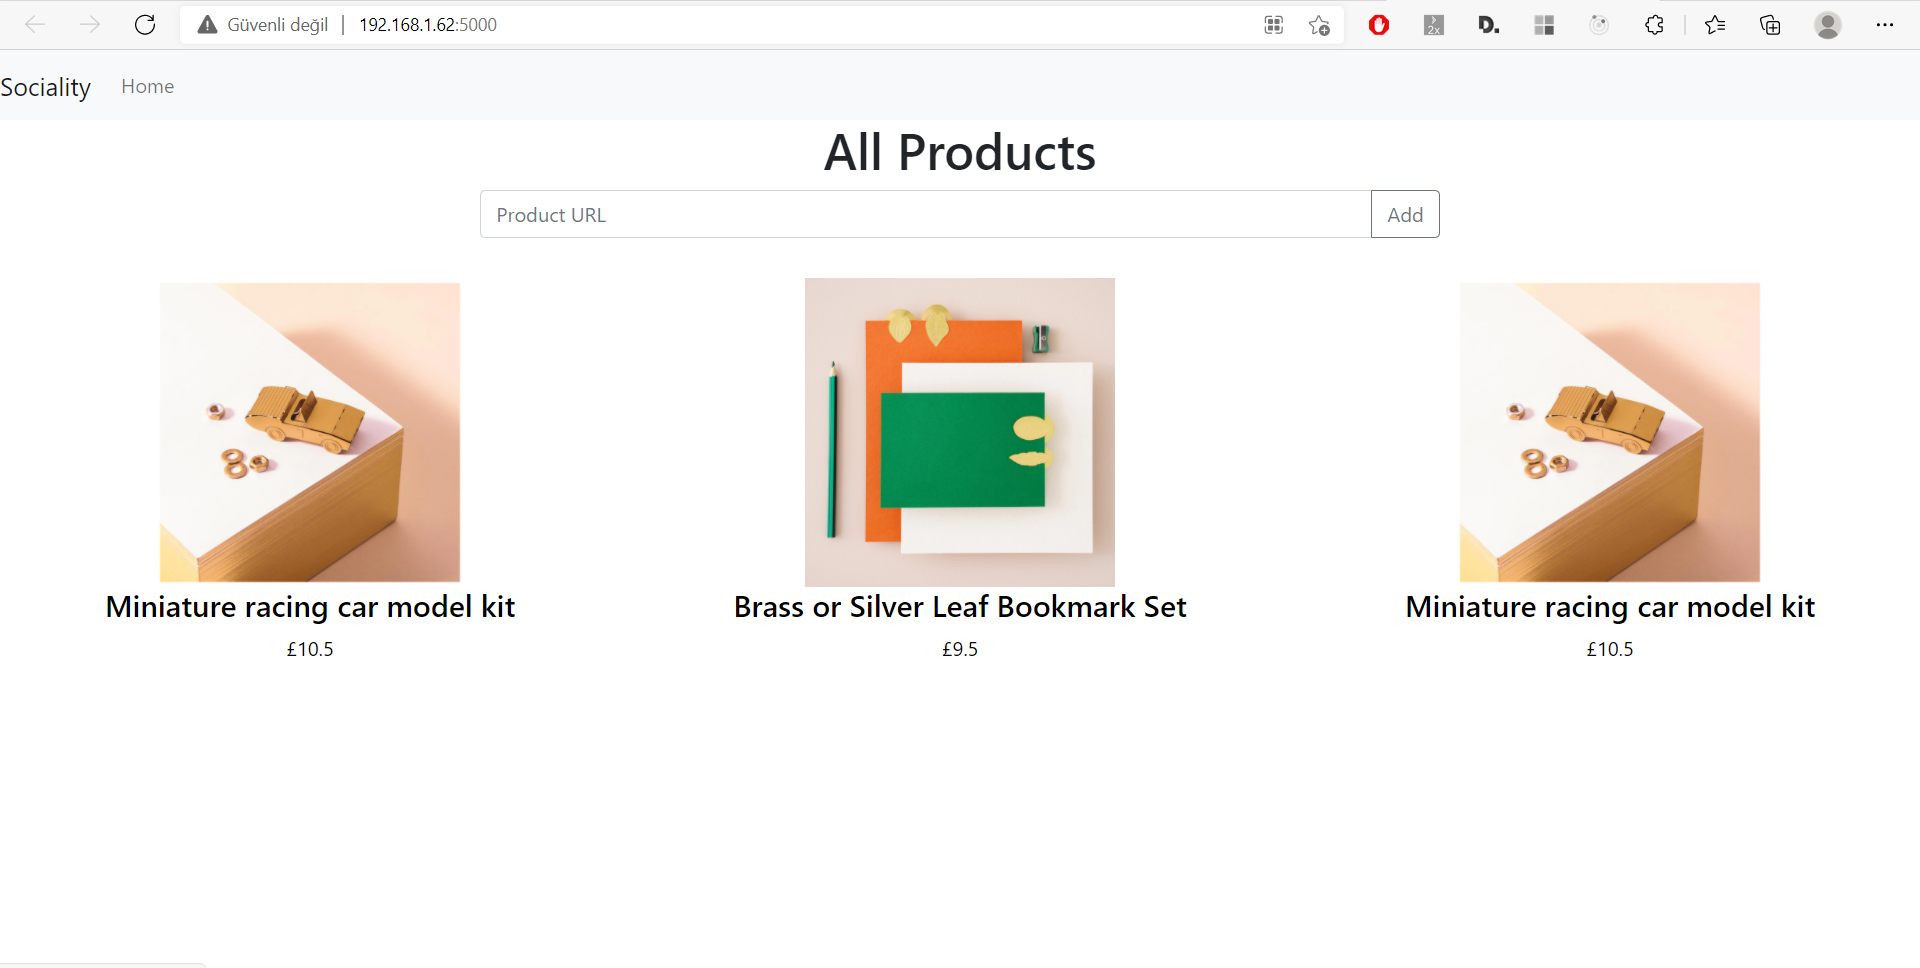 Güvenli değil | 192.168.1.62:5000
2x
D.
Sociality Home
All Products
Product URL Add
Miniature racing car model kit
£10.5
Brass or Silver Leaf Bookmark Set
£9.5
Miniature racing car model kit
£10.5